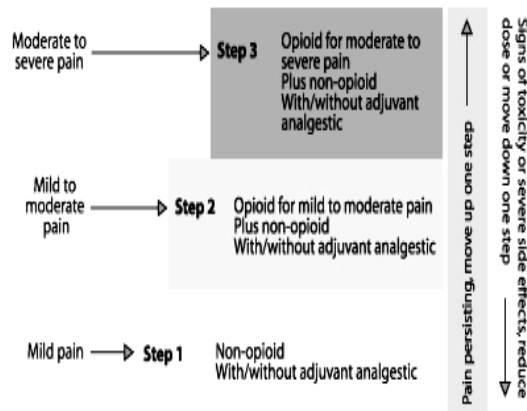 Moderate to
severe pain
Step 3
Opioid for moderate to
severe pain
Plus non-opioid
With/without adjuvant
analgestic
Mild to
moderate
pain
Step 2
Opioid for mild to moderate pain
Plus non-opioid
With/without adjuvant analgestic
Mild pain
Step 1
Non-opioid
With/without adjuvant analgestic
Pain persisting, move up one step
Signs of toxicity or severe side effects, reduce
dose or move down one step